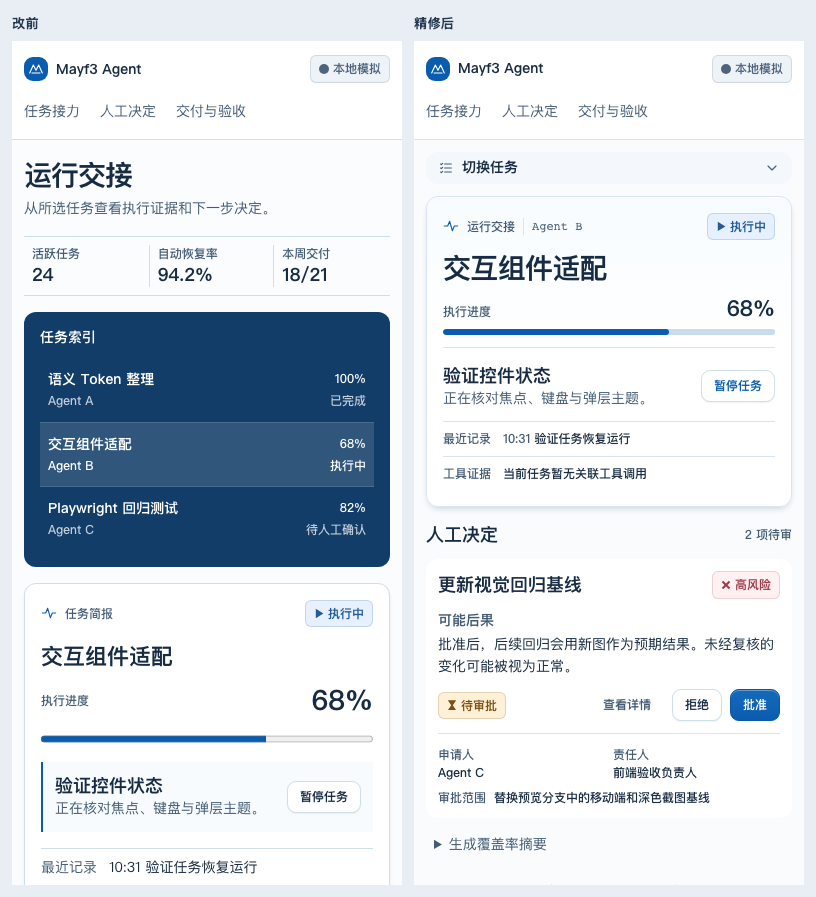 改前
Mayf3 Agent
本地模拟
任务接力 人工决定 交付与验收
运行交接
从所选任务查看执行证据和下一步决定。
活跃任务 自动恢复率 本周交付
24 94.2% 18/21
任务索引
语义 Token 整理 100%
Agent A 已完成
交互组件适配 68%
Agent B 执行中
Playwright 回归测试 82%
Agent C 待人工确认
任务简报 执行中
交互组件适配
执行进度 68%
验证控件状态
正在核对焦点、键盘与弹层主题。
暂停任务
最近记录 10:31 验证任务恢复运行
精修后
Mayf3 Agent
本地模拟
任务接力 人工决定 交付与验收
切换任务
运行交接 Agent B 执行中
交互组件适配
执行进度 68%
验证控件状态
正在核对焦点、键盘与弹层主题。
暂停任务
最近记录 10:31 验证任务恢复运行
工具证据 当前任务暂无关联工具调用
人工决定 2 项待审
更新视觉回归基线 高风险
可能后果
批准后，后续回归会用新图作为预期结果。未经复核的
变化可能被视为正常。
待审批 查看详情 拒绝 批准
申请人 责任人
Agent C 前端验收负责人
审批范围 替换预览分支中的移动端和深色截图基线
生成覆盖率摘要